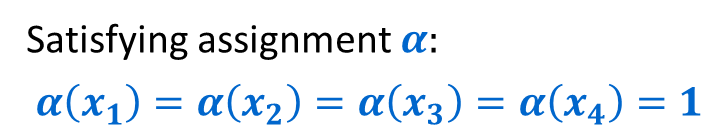 Satisfying assignment α:
α(x₁) = α(x₂) = α(x₃) = α(x₄) = 1